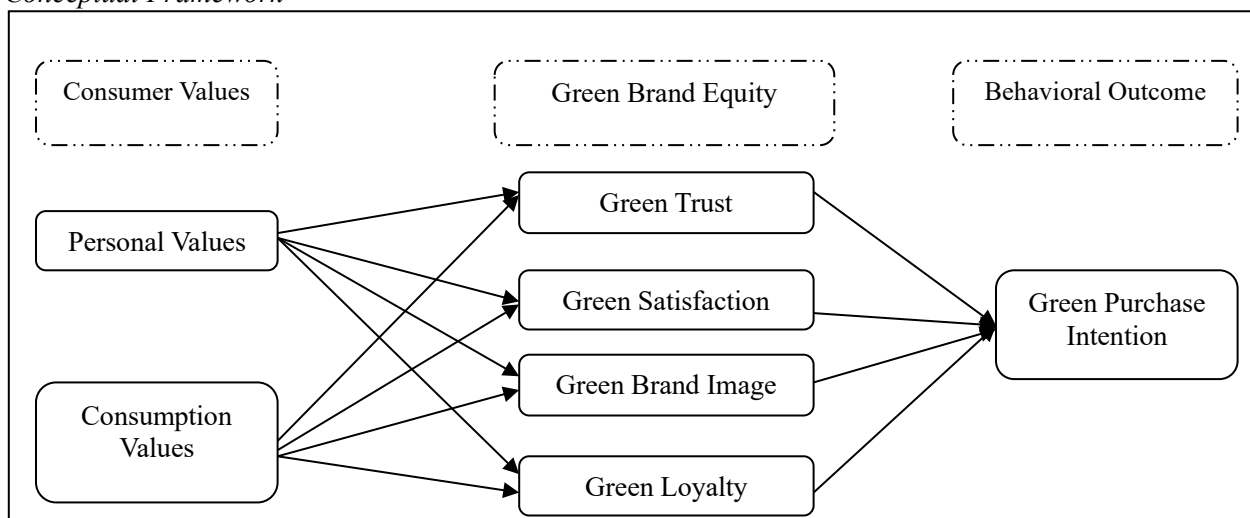 Conceptual Framework
Consumer Values
Green Brand Equity
Behavioral Outcome
Green Trust
Personal Values
Green Satisfaction
Green Purchase
Intention
Green Brand Image
Consumption
Values
Green Loyalty